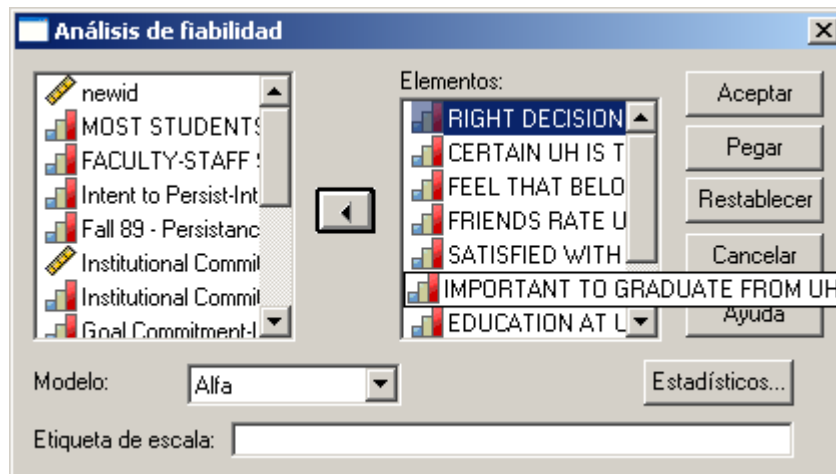 Análisis de fiabilidad
newid
MOST STUDENTS
FACULTY-STAFF
Intent to Persist-Int
Fall 89 - Persistanc
Institutional Commi
Institutional Commi
Goal Commitment-I
Elementos:
RIGHT DECISION
CERTAIN UH IS T
FEEL THAT BELO
FRIENDS RATE U
SATISFIED WITH
IMPORTANT TO GRADUATE FROM UH
EDUCATION AT U
Aceptar
Pegar
Restablecer
Cancelar
Ayuda
Modelo:
Alfa
Estadísticos...
Etiqueta de escala: